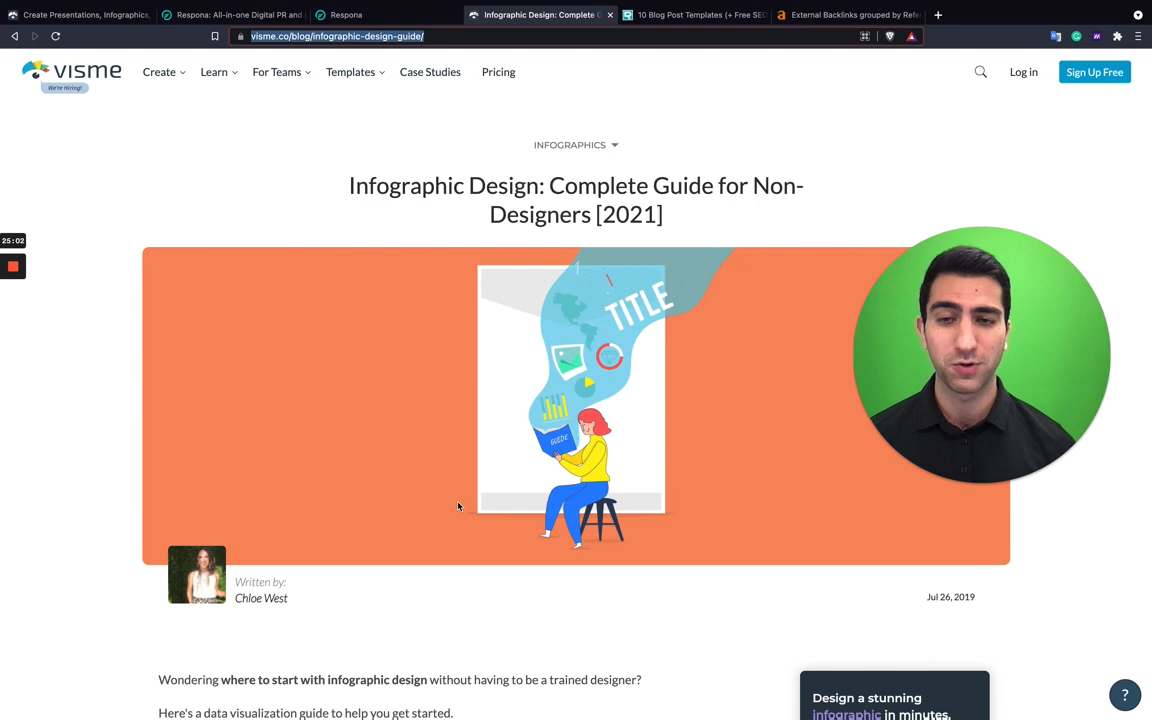 Create Presentations, Infographics,
Respona: All-in-one Digital PR and
Respona
Infographic Design: Complete G
10 Blog Post Templates (+ Free SEO
External Backlinks grouped by Refe
visme.co/blog/infographic-design-guide/
visme
We're Hiring!
Create
Learn
For Teams
Templates
Case Studies
Pricing
Log in
Sign Up Free
INFOGRAPHICS
Infographic Design: Complete Guide for Non-
Designers [2021]
25:02
TITLE
GUIDE
Written by:
Chloe West
Jul 26, 2019
Wondering where to start with infographic design without having to be a trained designer?
Here's a data visualization guide to help you get started.
Design a stunning
infographic in minutes.
?